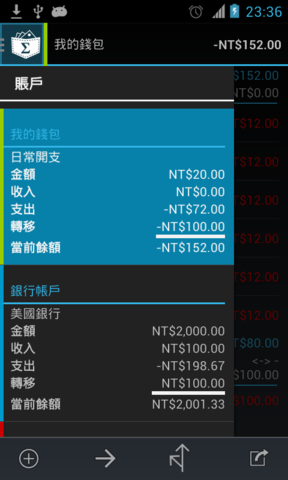 23:36
我的錢包 -NT$152.00
賬戶
T$152.00
NT$0.00
我的錢包
日常開支
T$12.00
金額 NT$20.00
T$12.00
收入 NT$0.00
支出 -NT$72.00
T$12.00
轉移 -NT$100.00
當前餘額 -NT$152.00
T$12.00
銀行帳戶
T$12.00
美國銀行
T$12.00
金額 NT$2,000.00
收入 NT$100.00
T$80.00
支出 -NT$198.67
<-> -
轉移 NT$100.00
$100.00
當前餘額 NT$2,001.33
T$12.00